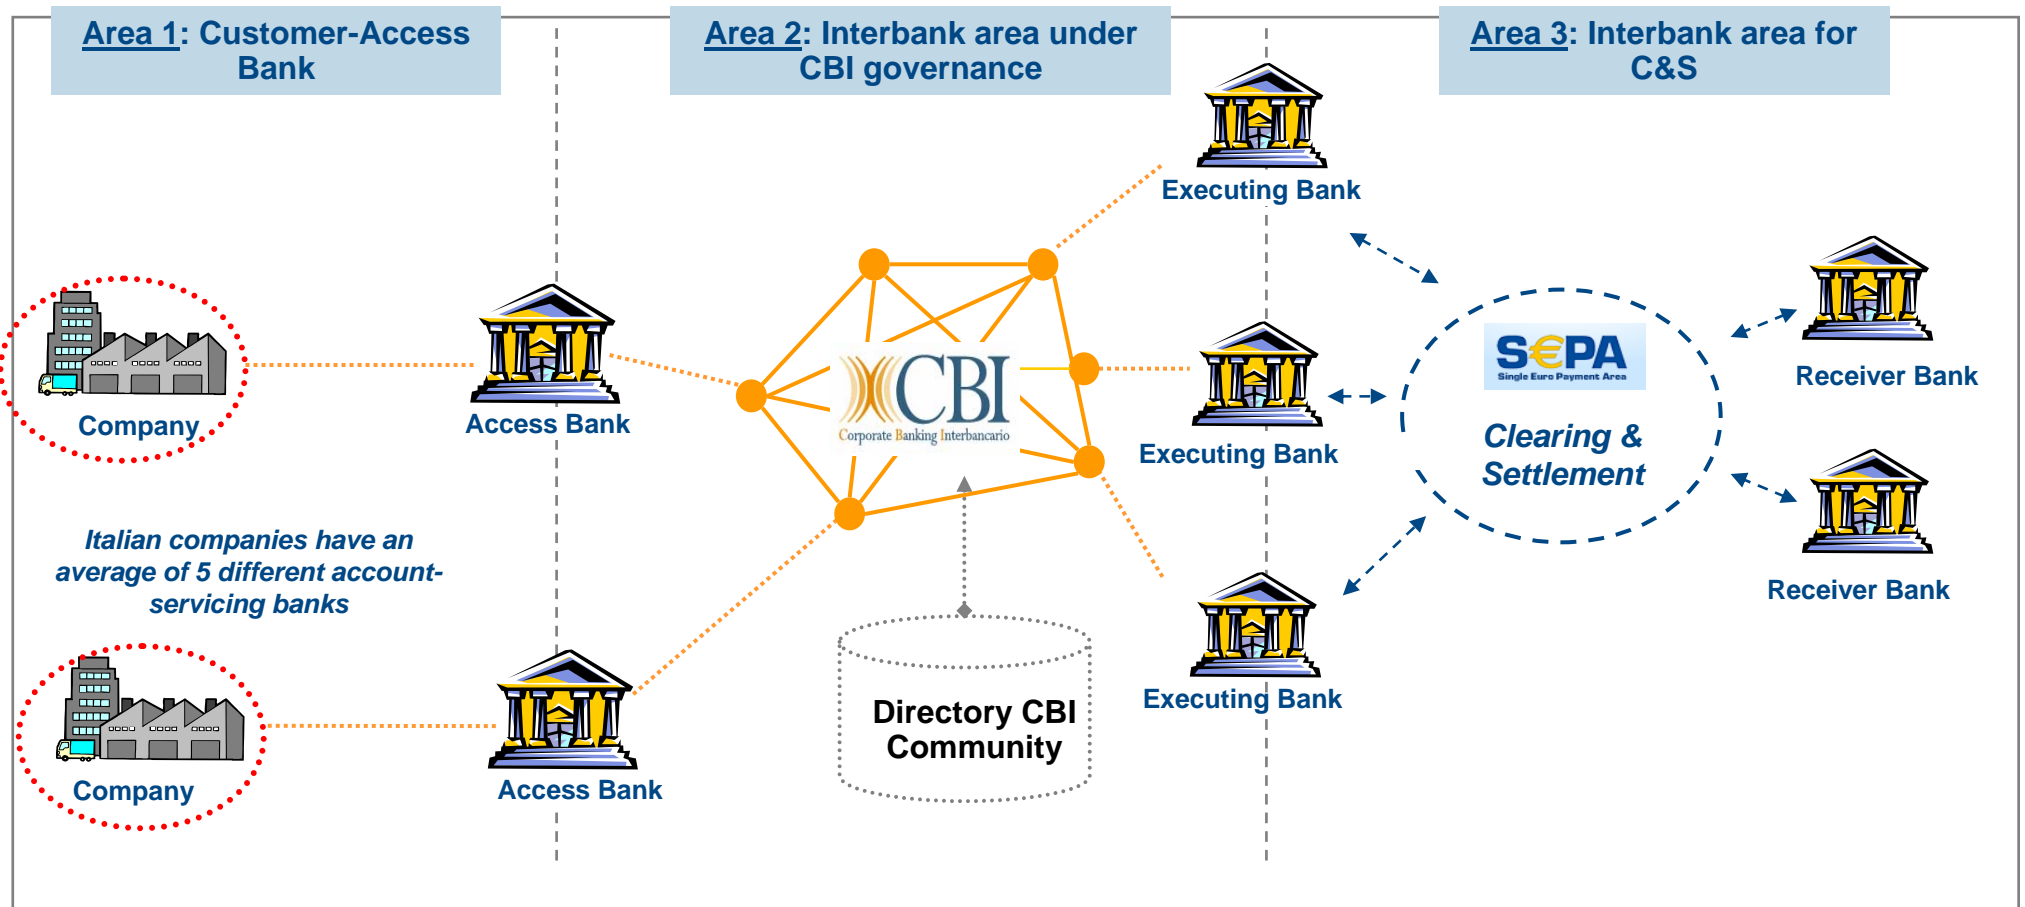 Area 1: Customer-Access
Bank
Area 2: Interbank area under
CBI governance
Area 3: Interbank area for
C&S
Executing Bank
Company
Access Bank
CBI
Corporate Banking Interbancario
Executing Bank
S€PA
Single Euro Payment Area
Clearing &
Settlement
Receiver Bank
Receiver Bank
Italian companies have an
average of 5 different account-
servicing banks
Company
Access Bank
Directory CBI
Community
Executing Bank